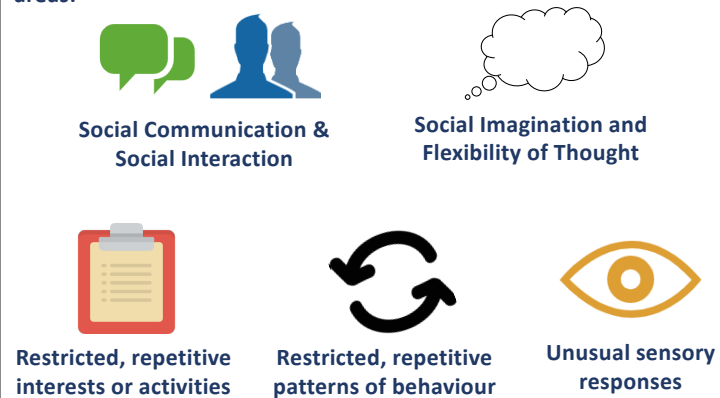 areas.
Social Communication &
Social Interaction
Social Imagination and
Flexibility of Thought
Restricted, repetitive
interests or activities
Restricted, repetitive
patterns of behaviour
Unusual sensory
responses